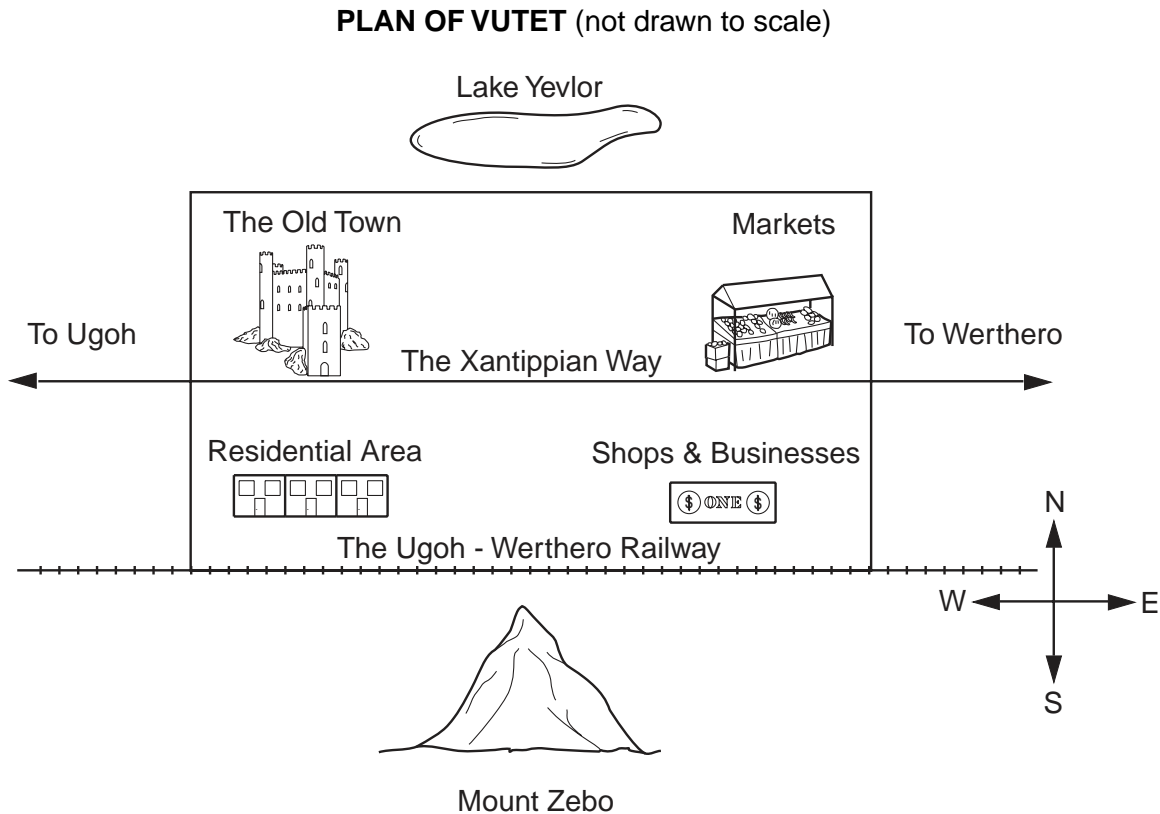 PLAN OF VUTET (not drawn to scale)
Lake Yevlor
The Old Town
Markets
To Ugoh
The Xantippian Way
To Werthero
Residential Area
Shops & Businesses
$ ONE $
The Ugoh - Werthero Railway
N
W
E
S
Mount Zebo